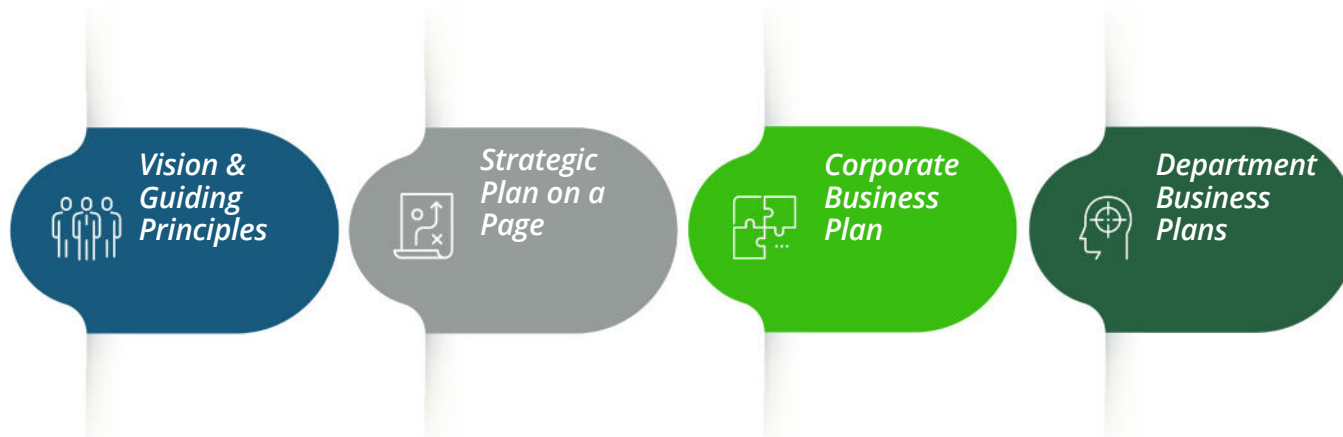 Vision &
Guiding
Principles
Strategic
Plan on a
Page
Corporate
Business
Plan
Department
Business
Plans